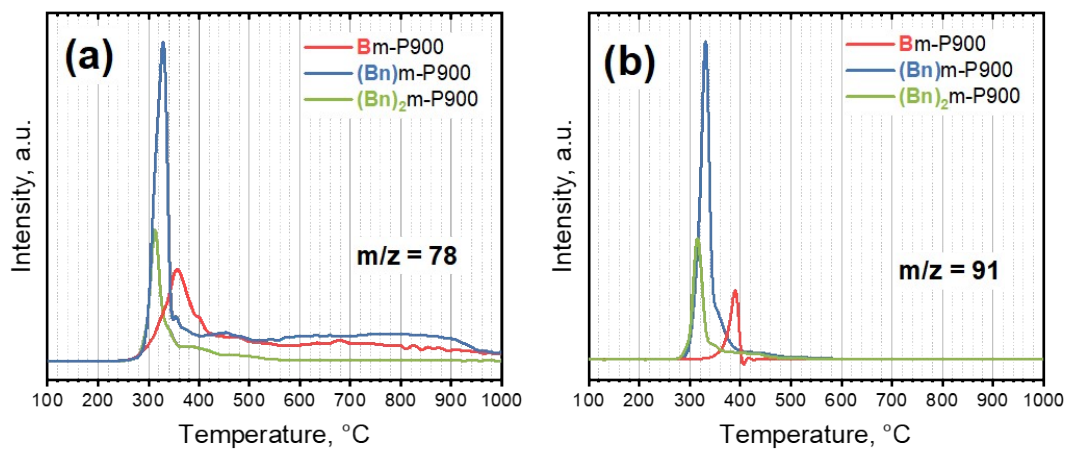 (a)
Bm-P900
(Bn)m-P900
(Bn)₂m-P900
m/z = 78
Intensity, a.u.
100 200 300 400 500 600 700 800 900 1000
Temperature, °C
(b)
Bm-P900
(Bn)m-P900
(Bn)₂m-P900
m/z = 91
Intensity, a.u.
100 200 300 400 500 600 700 800 900 1000
Temperature, °C